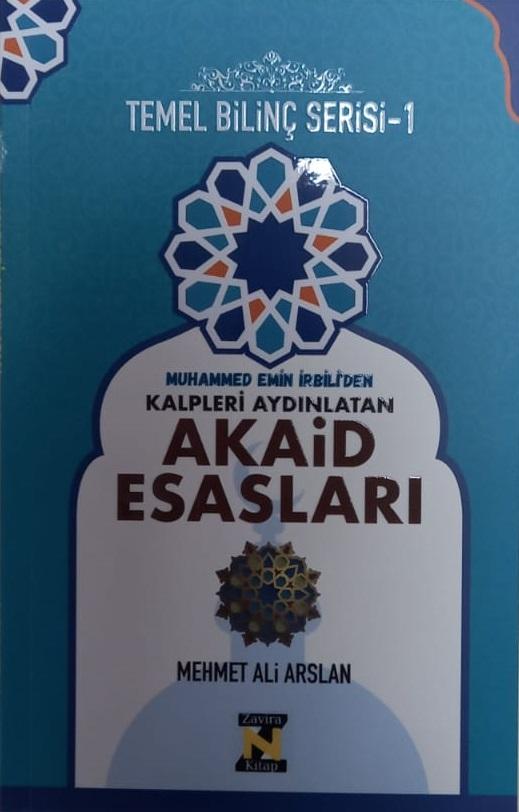 TEMEL BİLİNÇ SERİSİ-1
MUHAMMED EMİN İRBİLİ'DEN
KALPLERİ AYDINLATAN
AKAİD
ESASLARI
MEHMET ALİ ARSLAN
Zavira
N
Kitap